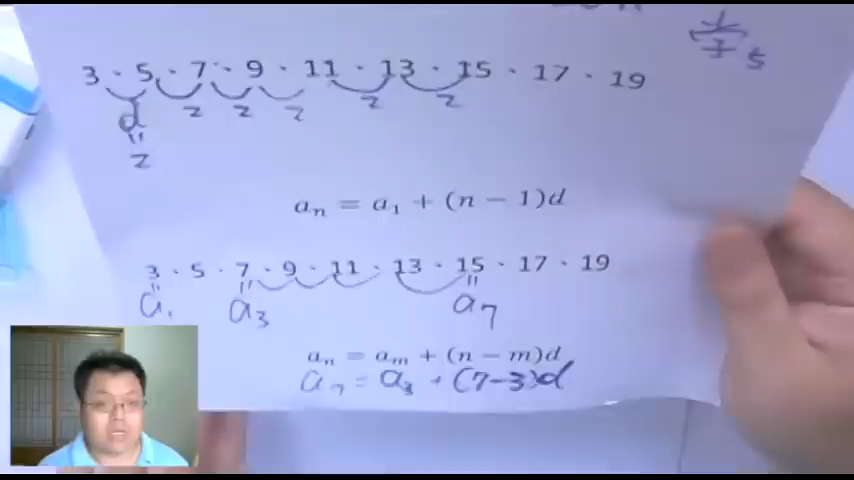 3、5、7、9、11、13、15、17、19
d 2 2 2 2 2
=
2
aₙ = a₁ + (n − 1)d
3、5、7、9、11、13、15、17、19
a₁ a₃ a₇
aₙ = aₘ + (n − m)d
a₇ = a₃ + (7-3)d